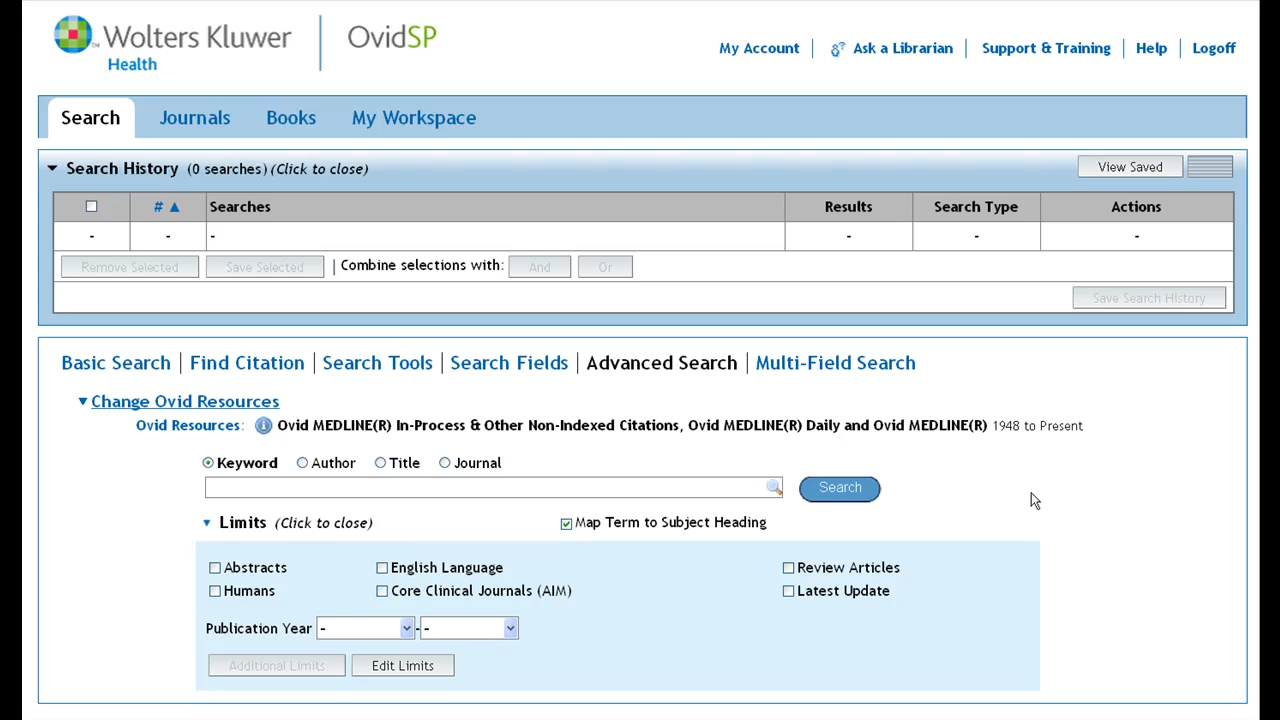 Wolters Kluwer
Health
OvidSP
My Account
Ask a Librarian
Support & Training
Help
Logoff
Search
Journals
Books
My Workspace
Search History (0 searches) (Click to close)
View Saved
# Searches Results Search Type Actions
- - - - - -
Remove Selected Save Selected | Combine selections with: And Or
Save Search History
Basic Search | Find Citation | Search Tools | Search Fields | Advanced Search | Multi-Field Search
Change Ovid Resources
Ovid Resources: Ovid MEDLINE(R) In-Process & Other Non-Indexed Citations, Ovid MEDLINE(R) Daily and Ovid MEDLINE(R) 1948 to Present
Keyword Author Title Journal
Search
Limits (Click to close) Map Term to Subject Heading
Abstracts English Language Review Articles
Humans Core Clinical Journals (AIM) Latest Update
Publication Year - - -
Additional Limits Edit Limits